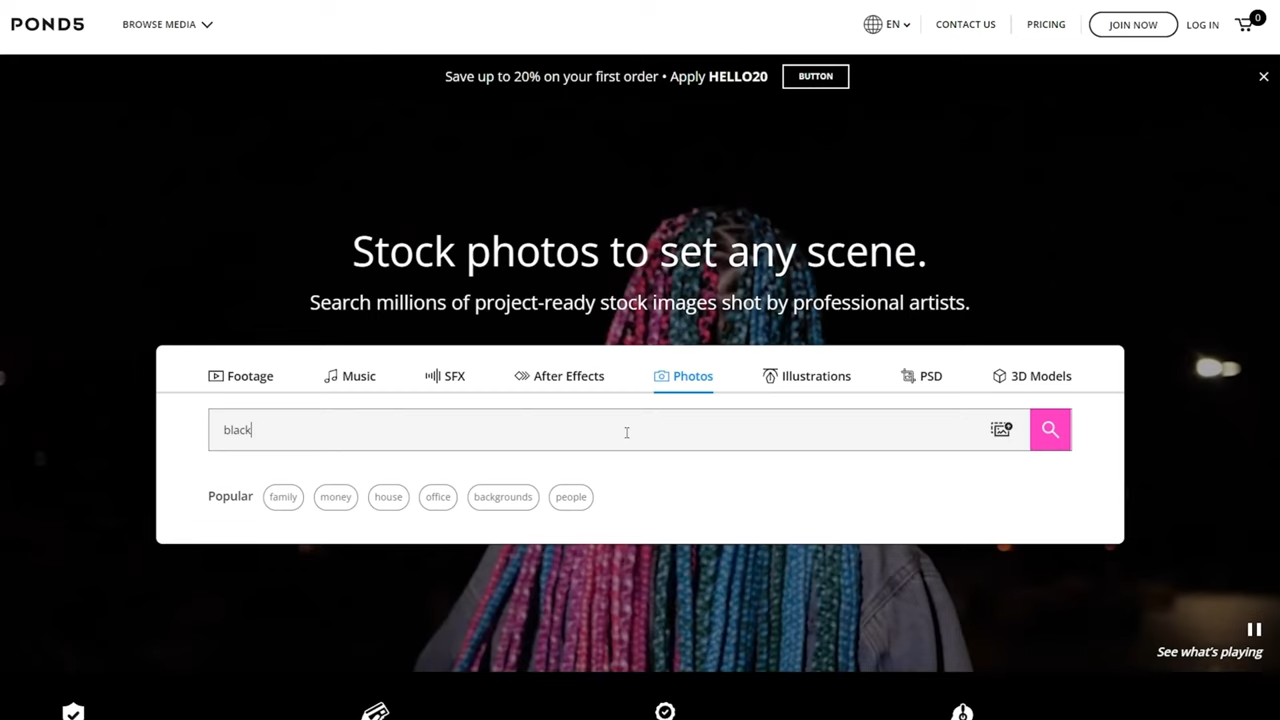 POND5 BROWSE MEDIA EN CONTACT US PRICING JOIN NOW LOG IN 0
Save up to 20% on your first order • Apply HELLO20 BUTTON
Stock photos to set any scene.
Search millions of project-ready stock images shot by professional artists.
Footage Music SFX After Effects Photos Illustrations PSD 3D Models
black
Popular family money house office backgrounds people
See what's playing